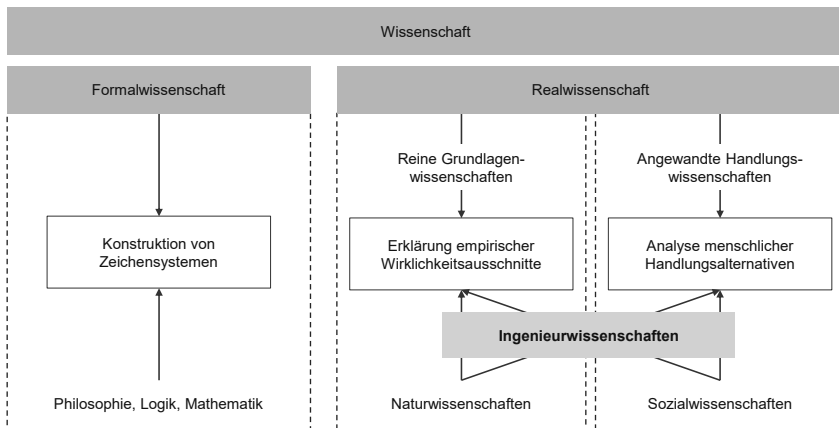 Wissenschaft
Formalwissenschaft
Realwissenschaft
Reine Grundlagen-
wissenschaften
Angewandte Handlungs-
wissenschaften
Konstruktion von
Zeichensystemen
Erklärung empirischer
Wirklichkeitsausschnitte
Analyse menschlicher
Handlungsalternativen
Ingenieurwissenschaften
Philosophie, Logik, Mathematik
Naturwissenschaften
Sozialwissenschaften